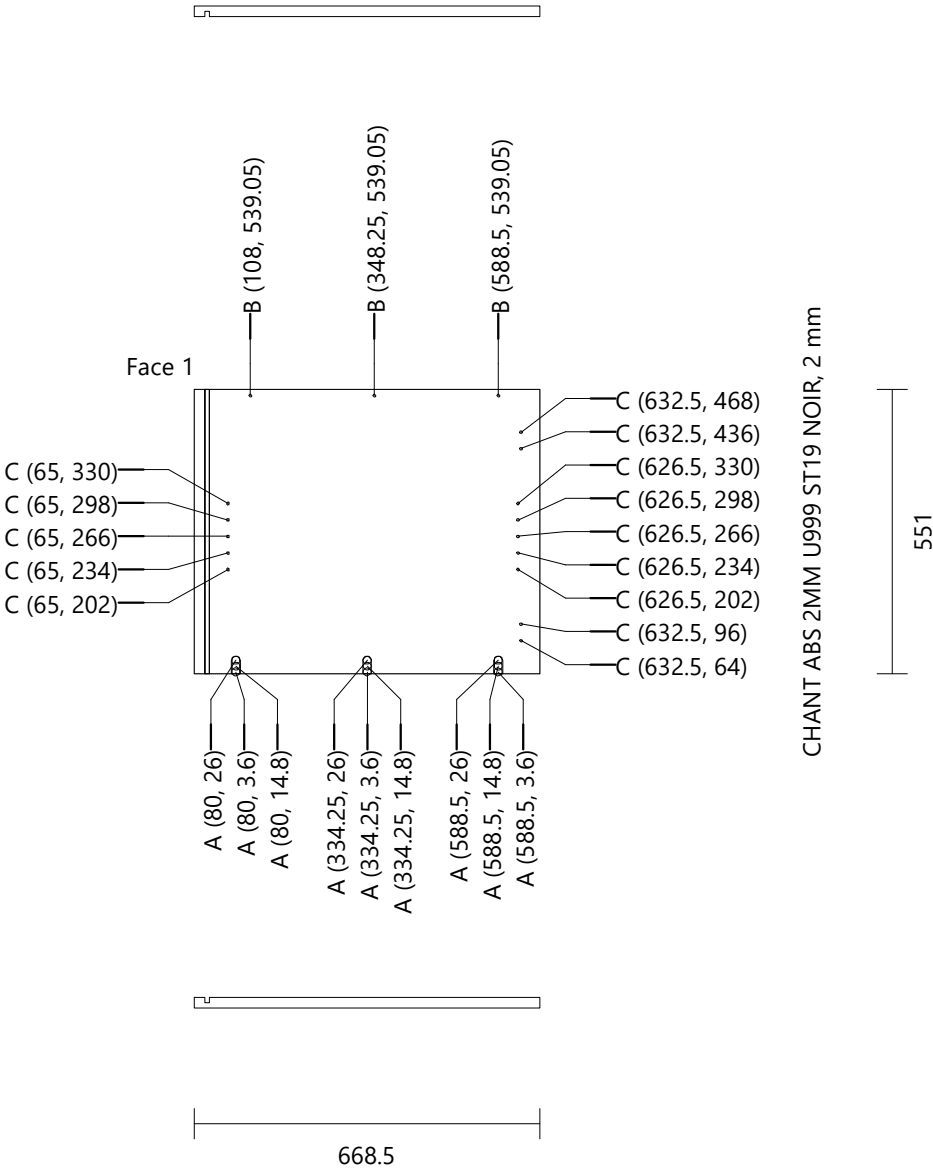 B (108, 539.05)
B (348.25, 539.05)
B (588.5, 539.05)
Face 1
C (65, 330)
C (65, 298)
C (65, 266)
C (65, 234)
C (65, 202)
C (632.5, 468)
C (632.5, 436)
C (626.5, 330)
C (626.5, 298)
C (626.5, 266)
C (626.5, 234)
C (626.5, 202)
C (632.5, 96)
C (632.5, 64)
CHANT ABS 2MM U999 ST19 NOIR, 2 mm
551
A (80, 26)
A (80, 3.6)
A (80, 14.8)
A (334.25, 26)
A (334.25, 3.6)
A (334.25, 14.8)
A (588.5, 26)
A (588.5, 14.8)
A (588.5, 3.6)
668.5